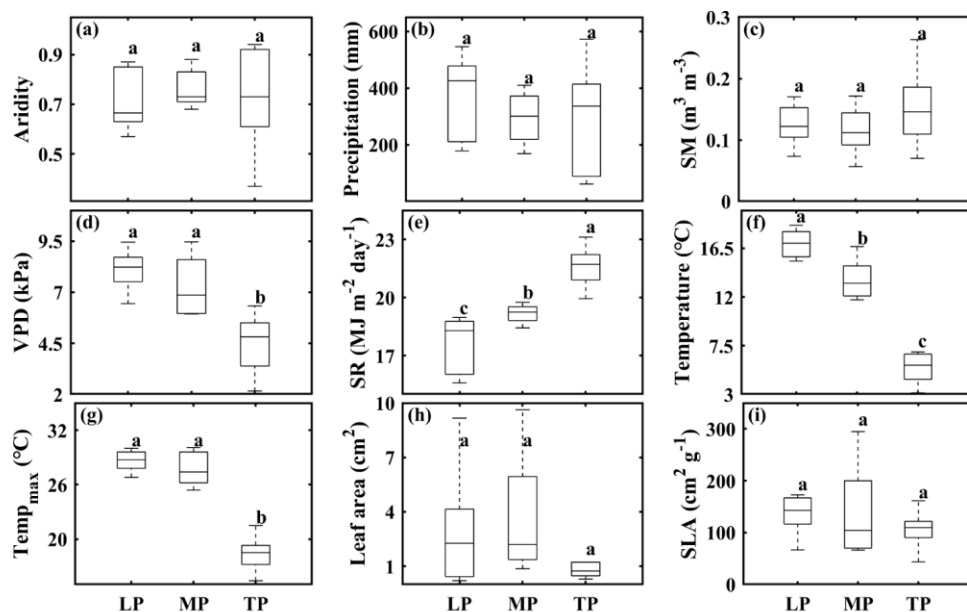 (a)
a
a
a
0.9
0.7
0.5
Aridity
(b)
a
a
a
600
400
200
Precipitation (mm)
(c)
a
a
a
0.3
0.2
0.1
0
SM (m³ m⁻³)
(d)
a
a
b
9.5
7
4.5
2
VPD (kPa)
(e)
c
b
a
23
21
19
17
SR (MJ m⁻² day⁻¹)
(f)
a
b
c
16.5
12
7.5
3
Temperature (°C)
(g)
a
a
b
32
26
20
Temp_max (°C)
LP MP TP
(h)
a
a
a
10
7
4
1
Leaf area (cm²)
LP MP TP
(i)
a
a
a
300
200
100
0
SLA (cm² g⁻¹)
LP MP TP